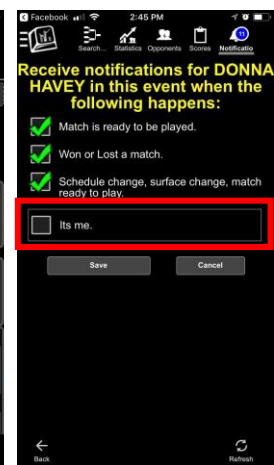 Facebook 2:45 PM
Search... Statistics Opponents Scores Notificatio
11
Receive notifications for DONNA
HAVEY in this event when the
following happens:
Match is ready to be played.
Won or Lost a match.
Schedule change, surface change, match
ready to play.
Its me.
Save Cancel
Back Refresh